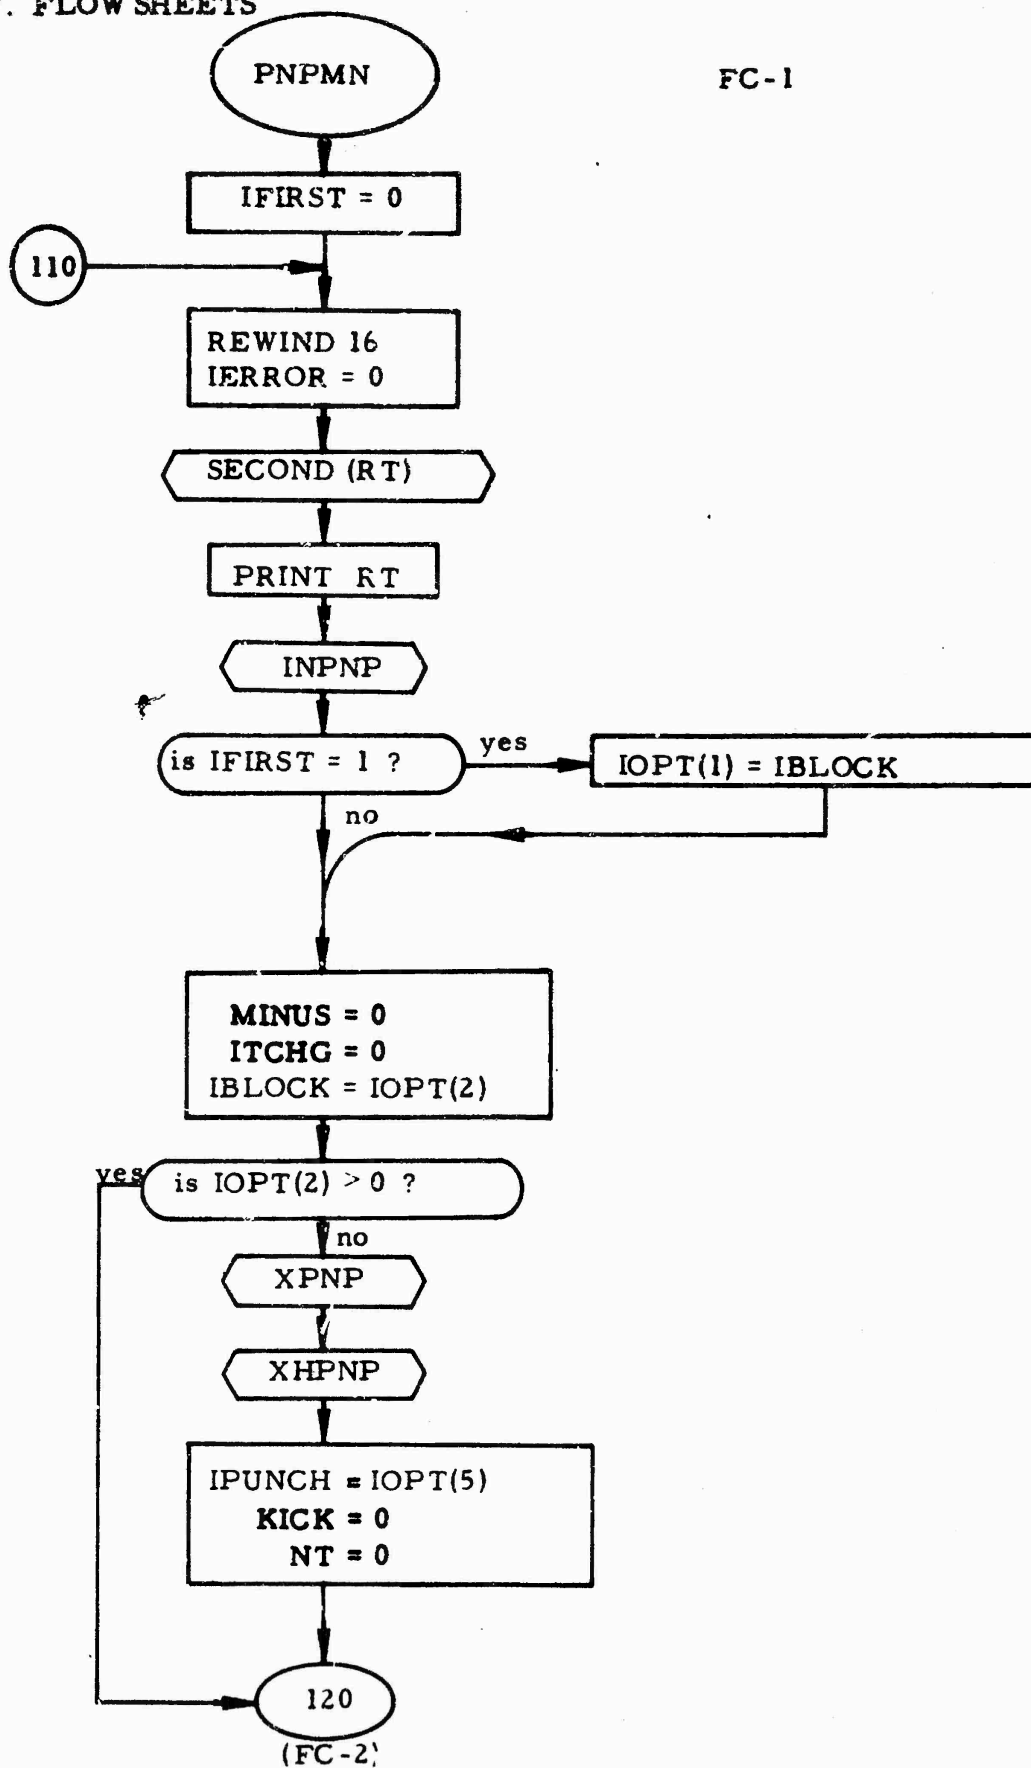 . FLOW SHEETS
PNPMN
FC-1
IFIRST = 0
110
REWIND 16
IERROR = 0
SECOND (RT)
PRINT RT
INPNP
is IFIRST = 1 ?
yes
IOPT(1) = IBLOCK
no
MINUS = 0
ITCHG = 0
IBLOCK = IOPT(2)
yes
is IOPT(2) > 0 ?
no
XPNP
XHPNP
IPUNCH = IOPT(5)
KICK = 0
NT = 0
120
(FC-2)